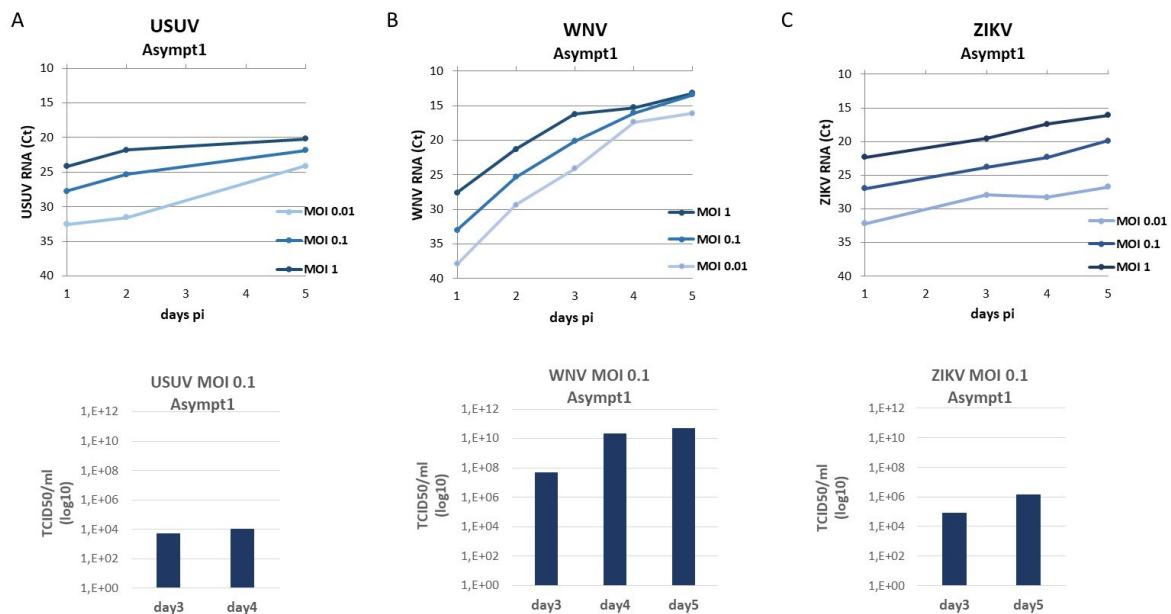 A
USUV
Asympt1
USUV RNA (Ct)
10
15
20
25
30
35
40
MOI 0.01
MOI 0.1
MOI 1
1 2 3 4 5
days pi
B
WNV
Asympt1
WNV RNA (Ct)
10
15
20
25
30
35
40
MOI 1
MOI 0.1
MOI 0.01
1 2 3 4 5
days pi
C
ZIKV
Asympt1
ZIKV RNA (Ct)
10
15
20
25
30
35
40
MOI 0.01
MOI 0.1
MOI 1
1 2 3 4 5
days pi
USUV MOI 0.1
Asympt1
TCID50/ml
(log10)
1,E+12
1,E+10
1,E+08
1,E+06
1,E+04
1,E+02
1,E+00
day3 day4
WNV MOI 0.1
Asympt1
TCID50/ml
(log10)
1,E+12
1,E+10
1,E+08
1,E+06
1,E+04
1,E+02
1,E+00
day3 day4 day5
ZIKV MOI 0.1
Asympt1
TCID50/ml
(log10)
1,E+12
1,E+10
1,E+08
1,E+06
1,E+04
1,E+02
1,E+00
day3 day5